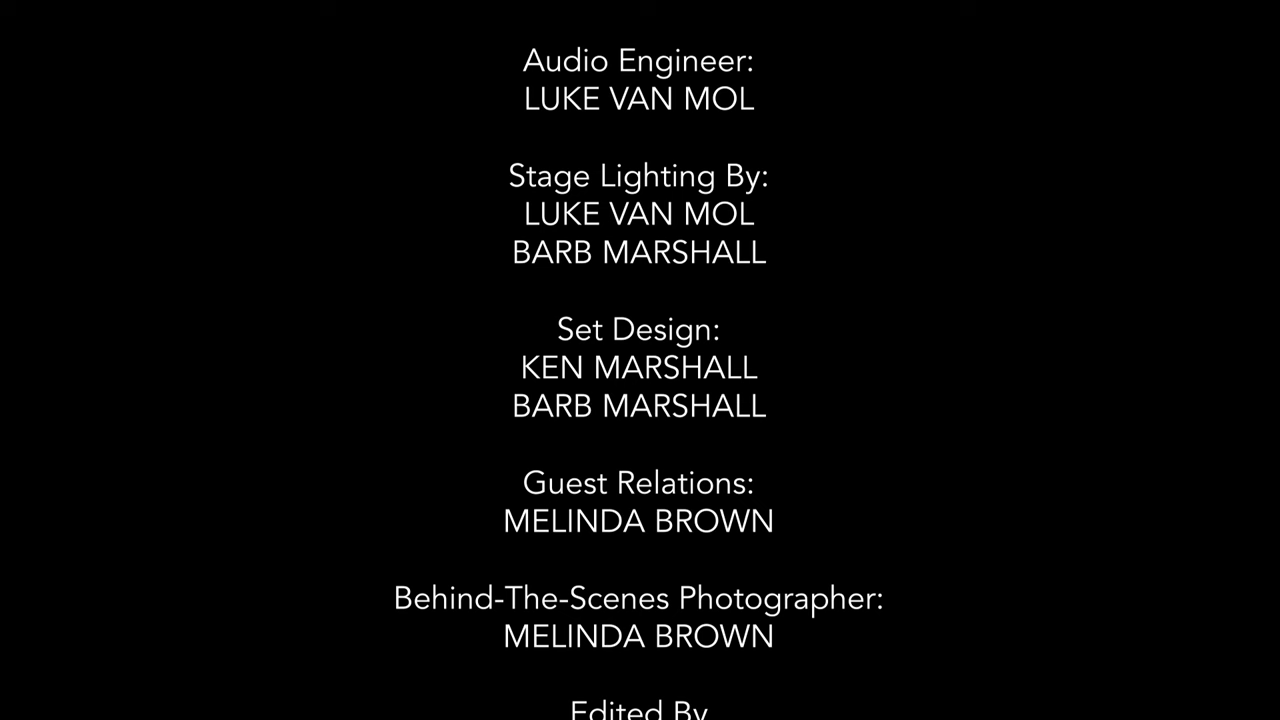 Audio Engineer:
LUKE VAN MOL
Stage Lighting By:
LUKE VAN MOL
BARB MARSHALL
Set Design:
KEN MARSHALL
BARB MARSHALL
Guest Relations:
MELINDA BROWN
Behind-The-Scenes Photographer:
MELINDA BROWN
Edited By